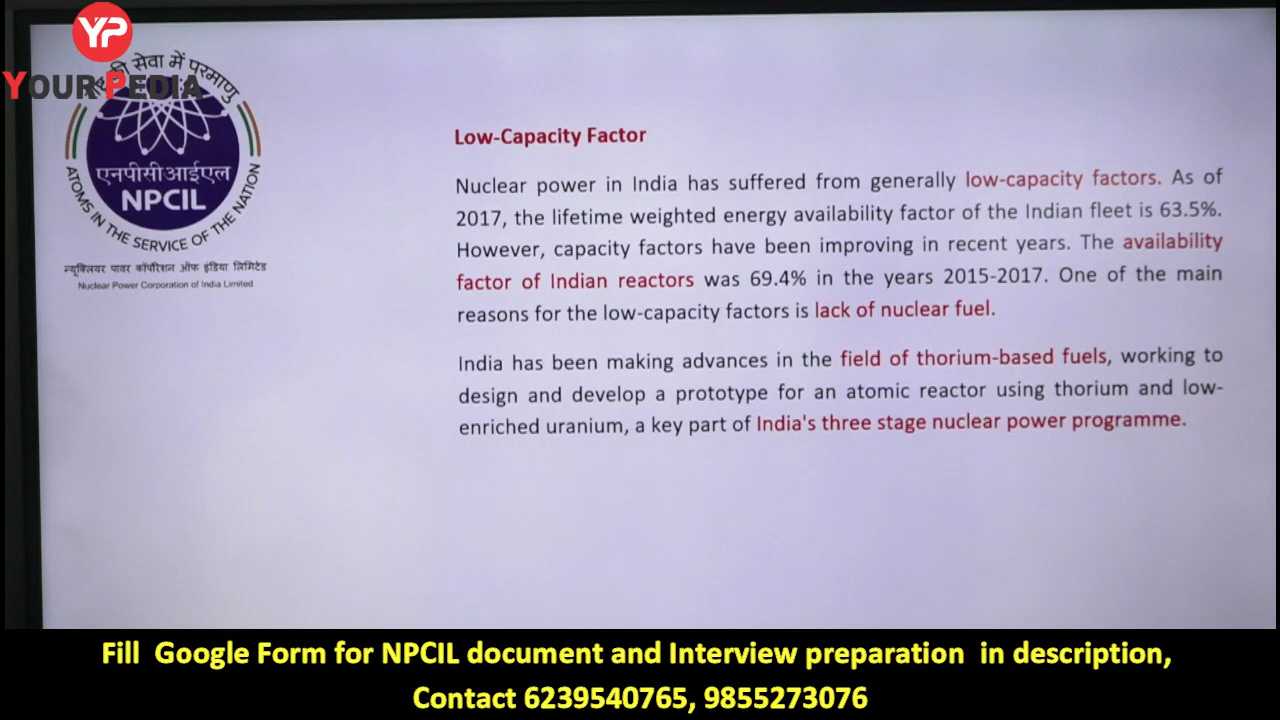 YP
YOUR PEDIA
की सेवा में परमाणु
एनपीसीआईएल
NPCIL
ATOMS IN THE SERVICE OF THE NATION
न्यूक्लियर पावर कॉर्पोरेशन ऑफ इंडिया लिमिटेड
Nuclear Power Corporation of India Limited
Low-Capacity Factor
Nuclear power in India has suffered from generally low-capacity factors. As of
2017, the lifetime weighted energy availability factor of the Indian fleet is 63.5%.
However, capacity factors have been improving in recent years. The availability
factor of Indian reactors was 69.4% in the years 2015-2017. One of the main
reasons for the low-capacity factors is lack of nuclear fuel.
India has been making advances in the field of thorium-based fuels, working to
design and develop a prototype for an atomic reactor using thorium and low-
enriched uranium, a key part of India's three stage nuclear power programme.
Fill Google Form for NPCIL document and Interview preparation in description,
Contact 6239540765, 9855273076